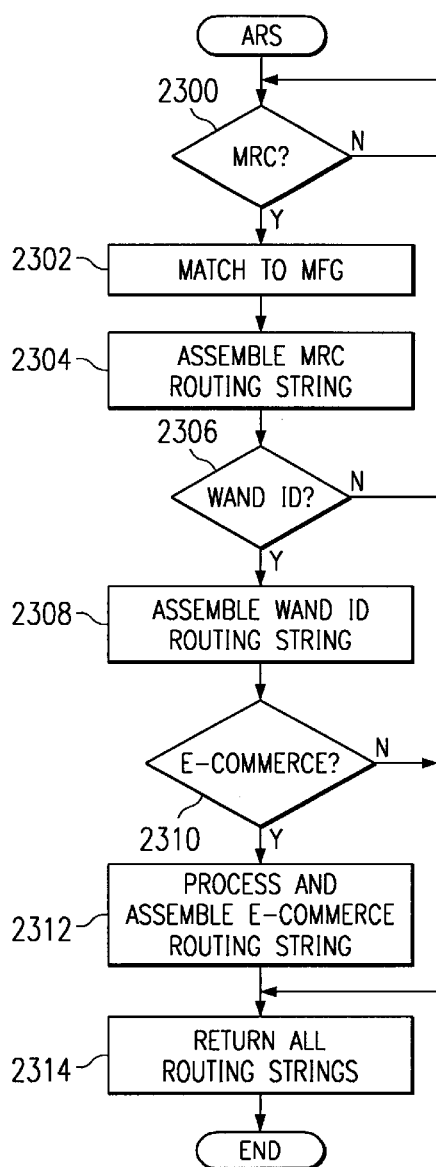 ARS
2300
MRC?
N
Y
2302
MATCH TO MFG
2304
ASSEMBLE MRC
ROUTING STRING
2306
WAND ID?
N
Y
2308
ASSEMBLE WAND ID
ROUTING STRING
E-COMMERCE?
N
2310
Y
2312
PROCESS AND
ASSEMBLE E-COMMERCE
ROUTING STRING
2314
RETURN ALL
ROUTING STRINGS
END